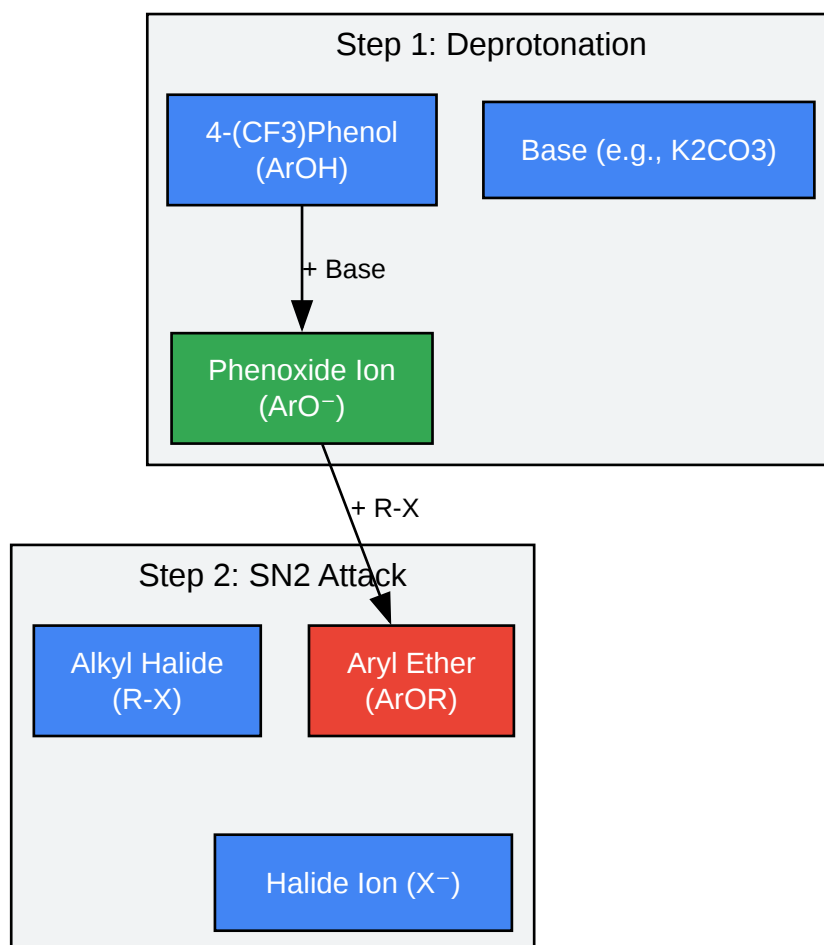 Step 1: Deprotonation
4-(CF3)Phenol
(ArOH)
Base (e.g., K2CO3)
+ Base
Phenoxide Ion
(ArO⁻)
+ R-X
Step 2: SN2 Attack
Alkyl Halide
(R-X)
Aryl Ether
(ArOR)
Halide Ion (X⁻)